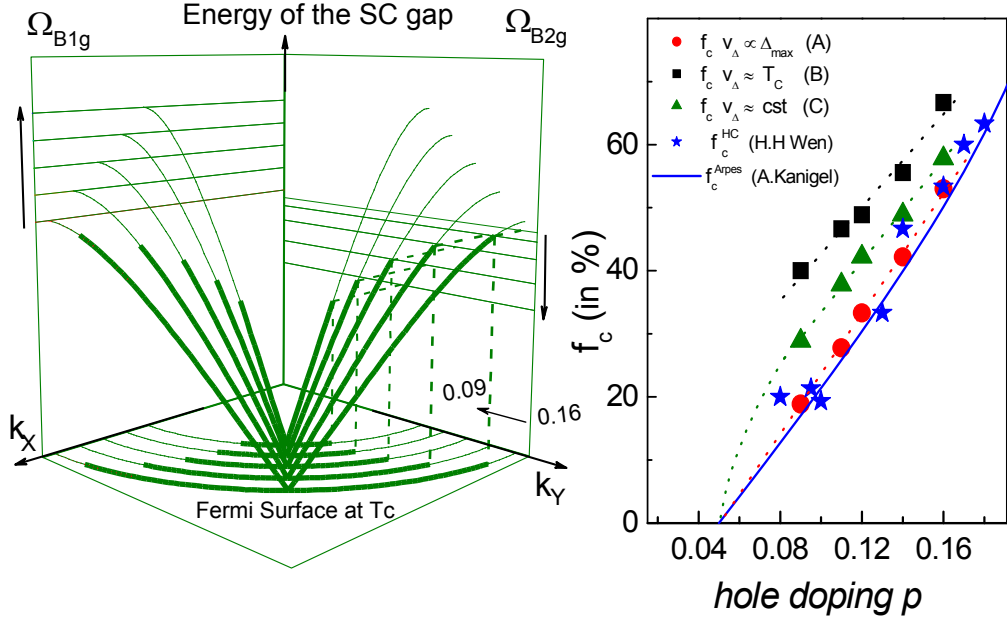 Energy of the SC gap
Ω_B1g
Ω_B2g
0.09
0.16
k_X
k_Y
Fermi Surface at Tc
f_c v_Δ ∝ Δ_max (A)
f_c v_Δ ≈ T_C (B)
f_c v_Δ ≈ cst (C)
f_c^HC (H.H Wen)
f_c^Arpes (A.Kanigel)
f_c (in %)
60
40
20
0
0.04 0.08 0.12 0.16
hole doping p